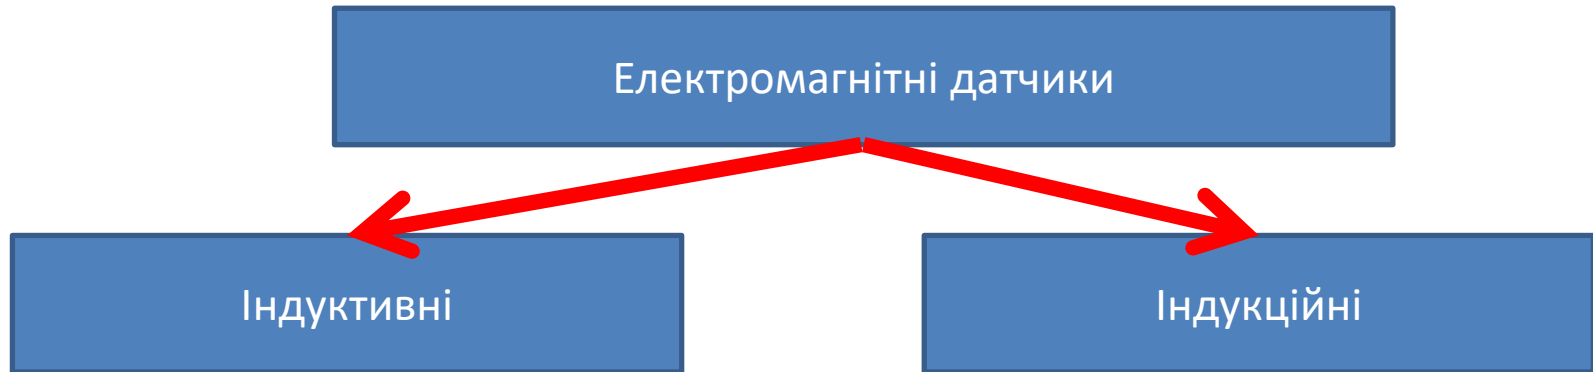 Електромагнітні датчики
Індуктивні
Індукційні